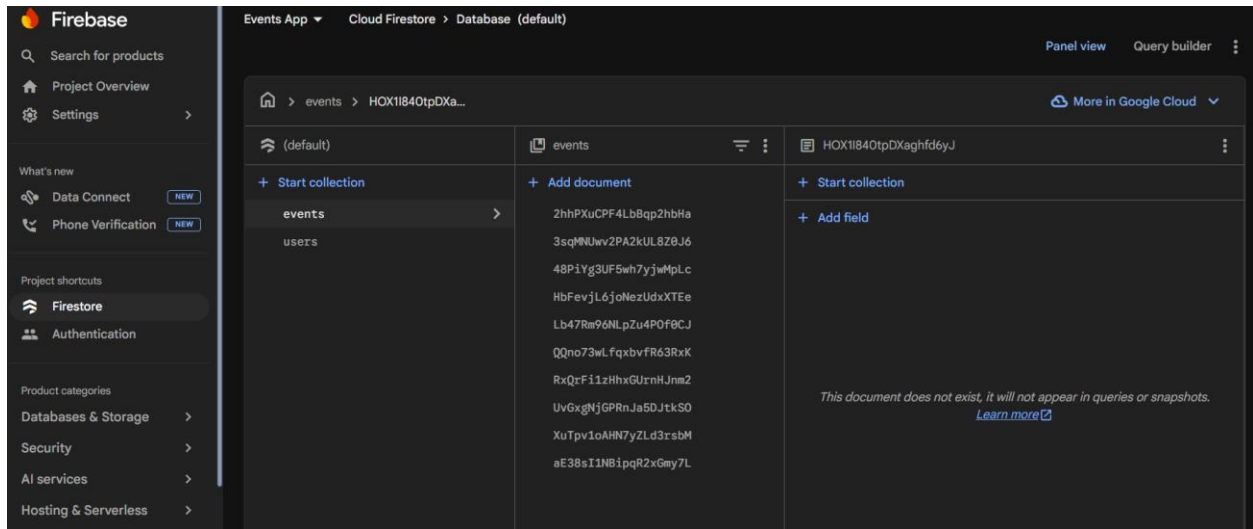 Firebase
Search for products
Project Overview
Settings
What's new
Data Connect NEW
Phone Verification NEW
Project shortcuts
Firestore
Authentication
Product categories
Databases & Storage
Security
AI services
Hosting & Serverless
Events App Cloud Firestore > Database (default)
Panel view Query builder
> events > HOX1I84OtpDXa...
More in Google Cloud
(default)
+ Start collection
events
users
events
+ Add document
2hhPXuCPF4LbBqp2hbHa
3sqMNUwv2PA2kUL8Z0J6
48PiYg3UF5wh7yjwMpLc
HbFevjL6joNezUdxXTEe
Lb47Rm96NLpZu4POf0CJ
QQno73wLfqxbvfR63RxK
RxQrFi1zHhxGUrnHJnm2
UvGxgNjGPRnJa5DJtkSO
XuTpv1oAHN7yZLd3rsbM
aE38sI1NBipqR2xGmy7L
HOX1I84OtpDXaghfd6yJ
+ Start collection
+ Add field
This document does not exist, it will not appear in queries or snapshots.
Learn more